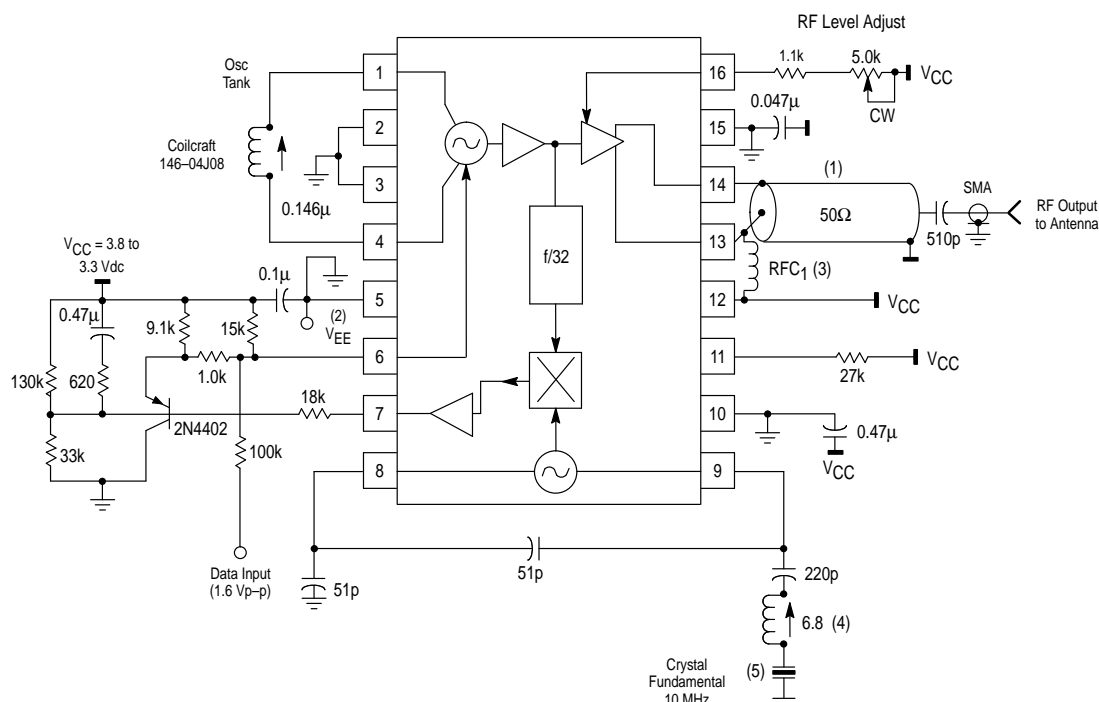 RF Level Adjust
Osc
Tank
1.1k
5.0k
VCC
CW
1
16
0.047µ
2
15
Coilcraft
146–04J08
3
0.146µ
(1)
14
50Ω
SMA
RF Output
to Antenna
510p
4
13
f/32
RFC1 (3)
VCC = 3.8 to
3.3 Vdc
0.1µ
5
12
VCC
(2)
VEE
0.47µ
9.1k
15k
6
11
27k
VCC
1.0k
130k
620
18k
7
10
0.47µ
VCC
2N4402
33k
100k
8
9
Data Input
(1.6 Vp–p)
51p
51p
220p
6.8 (4)
Crystal
Fundamental
10 MHz
(5)